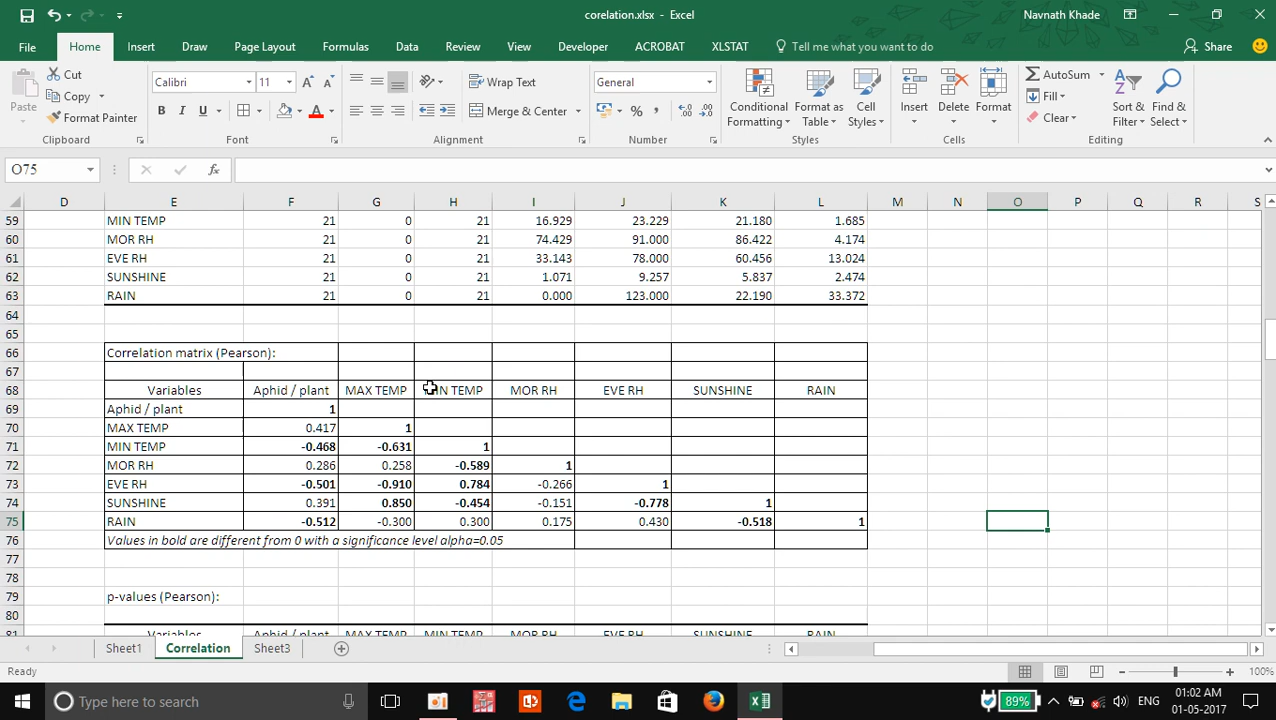 corelation.xlsx - Excel
Navnath Khade
File Home Insert Draw Page Layout Formulas Data Review View Developer ACROBAT XLSTAT Tell me what you want to do Share
Paste Cut Copy Format Painter
Clipboard
Calibri 11 B I U A A A
Font
Wrap Text Merge & Center
Alignment
General % ,
Number
Conditional Formatting Format as Table Cell Styles
Styles
Insert Delete Format
Cells
AutoSum Fill Clear Sort & Filter Find & Select
Editing
O75 fx
D E F G H I J K L M N O P Q R S
59 MIN TEMP 21 0 21 16.929 23.229 21.180 1.685
60 MOR RH 21 0 21 74.429 91.000 86.422 4.174
61 EVE RH 21 0 21 33.143 78.000 60.456 13.024
62 SUNSHINE 21 0 21 1.071 9.257 5.837 2.474
63 RAIN 21 0 21 0.000 123.000 22.190 33.372
64
65
66 Correlation matrix (Pearson):
67
68 Variables Aphid / plant MAX TEMP MIN TEMP MOR RH EVE RH SUNSHINE RAIN
69 Aphid / plant 1
70 MAX TEMP 0.417 1
71 MIN TEMP -0.468 -0.631 1
72 MOR RH 0.286 0.258 -0.589 1
73 EVE RH -0.501 -0.910 0.784 -0.266 1
74 SUNSHINE 0.391 0.850 -0.454 -0.151 -0.778 1
75 RAIN -0.512 -0.300 0.300 0.175 0.430 -0.518 1
76 Values in bold are different from 0 with a significance level alpha=0.05
77
78
79 p-values (Pearson):
80
81 Variables Aphid / plant MAX TEMP MIN TEMP MOR RH EVE RH SUNSHINE RAIN
Sheet1 Correlation Sheet3
Ready 100%
Type here to search 89% ENG 01:02 AM
01-05-2017